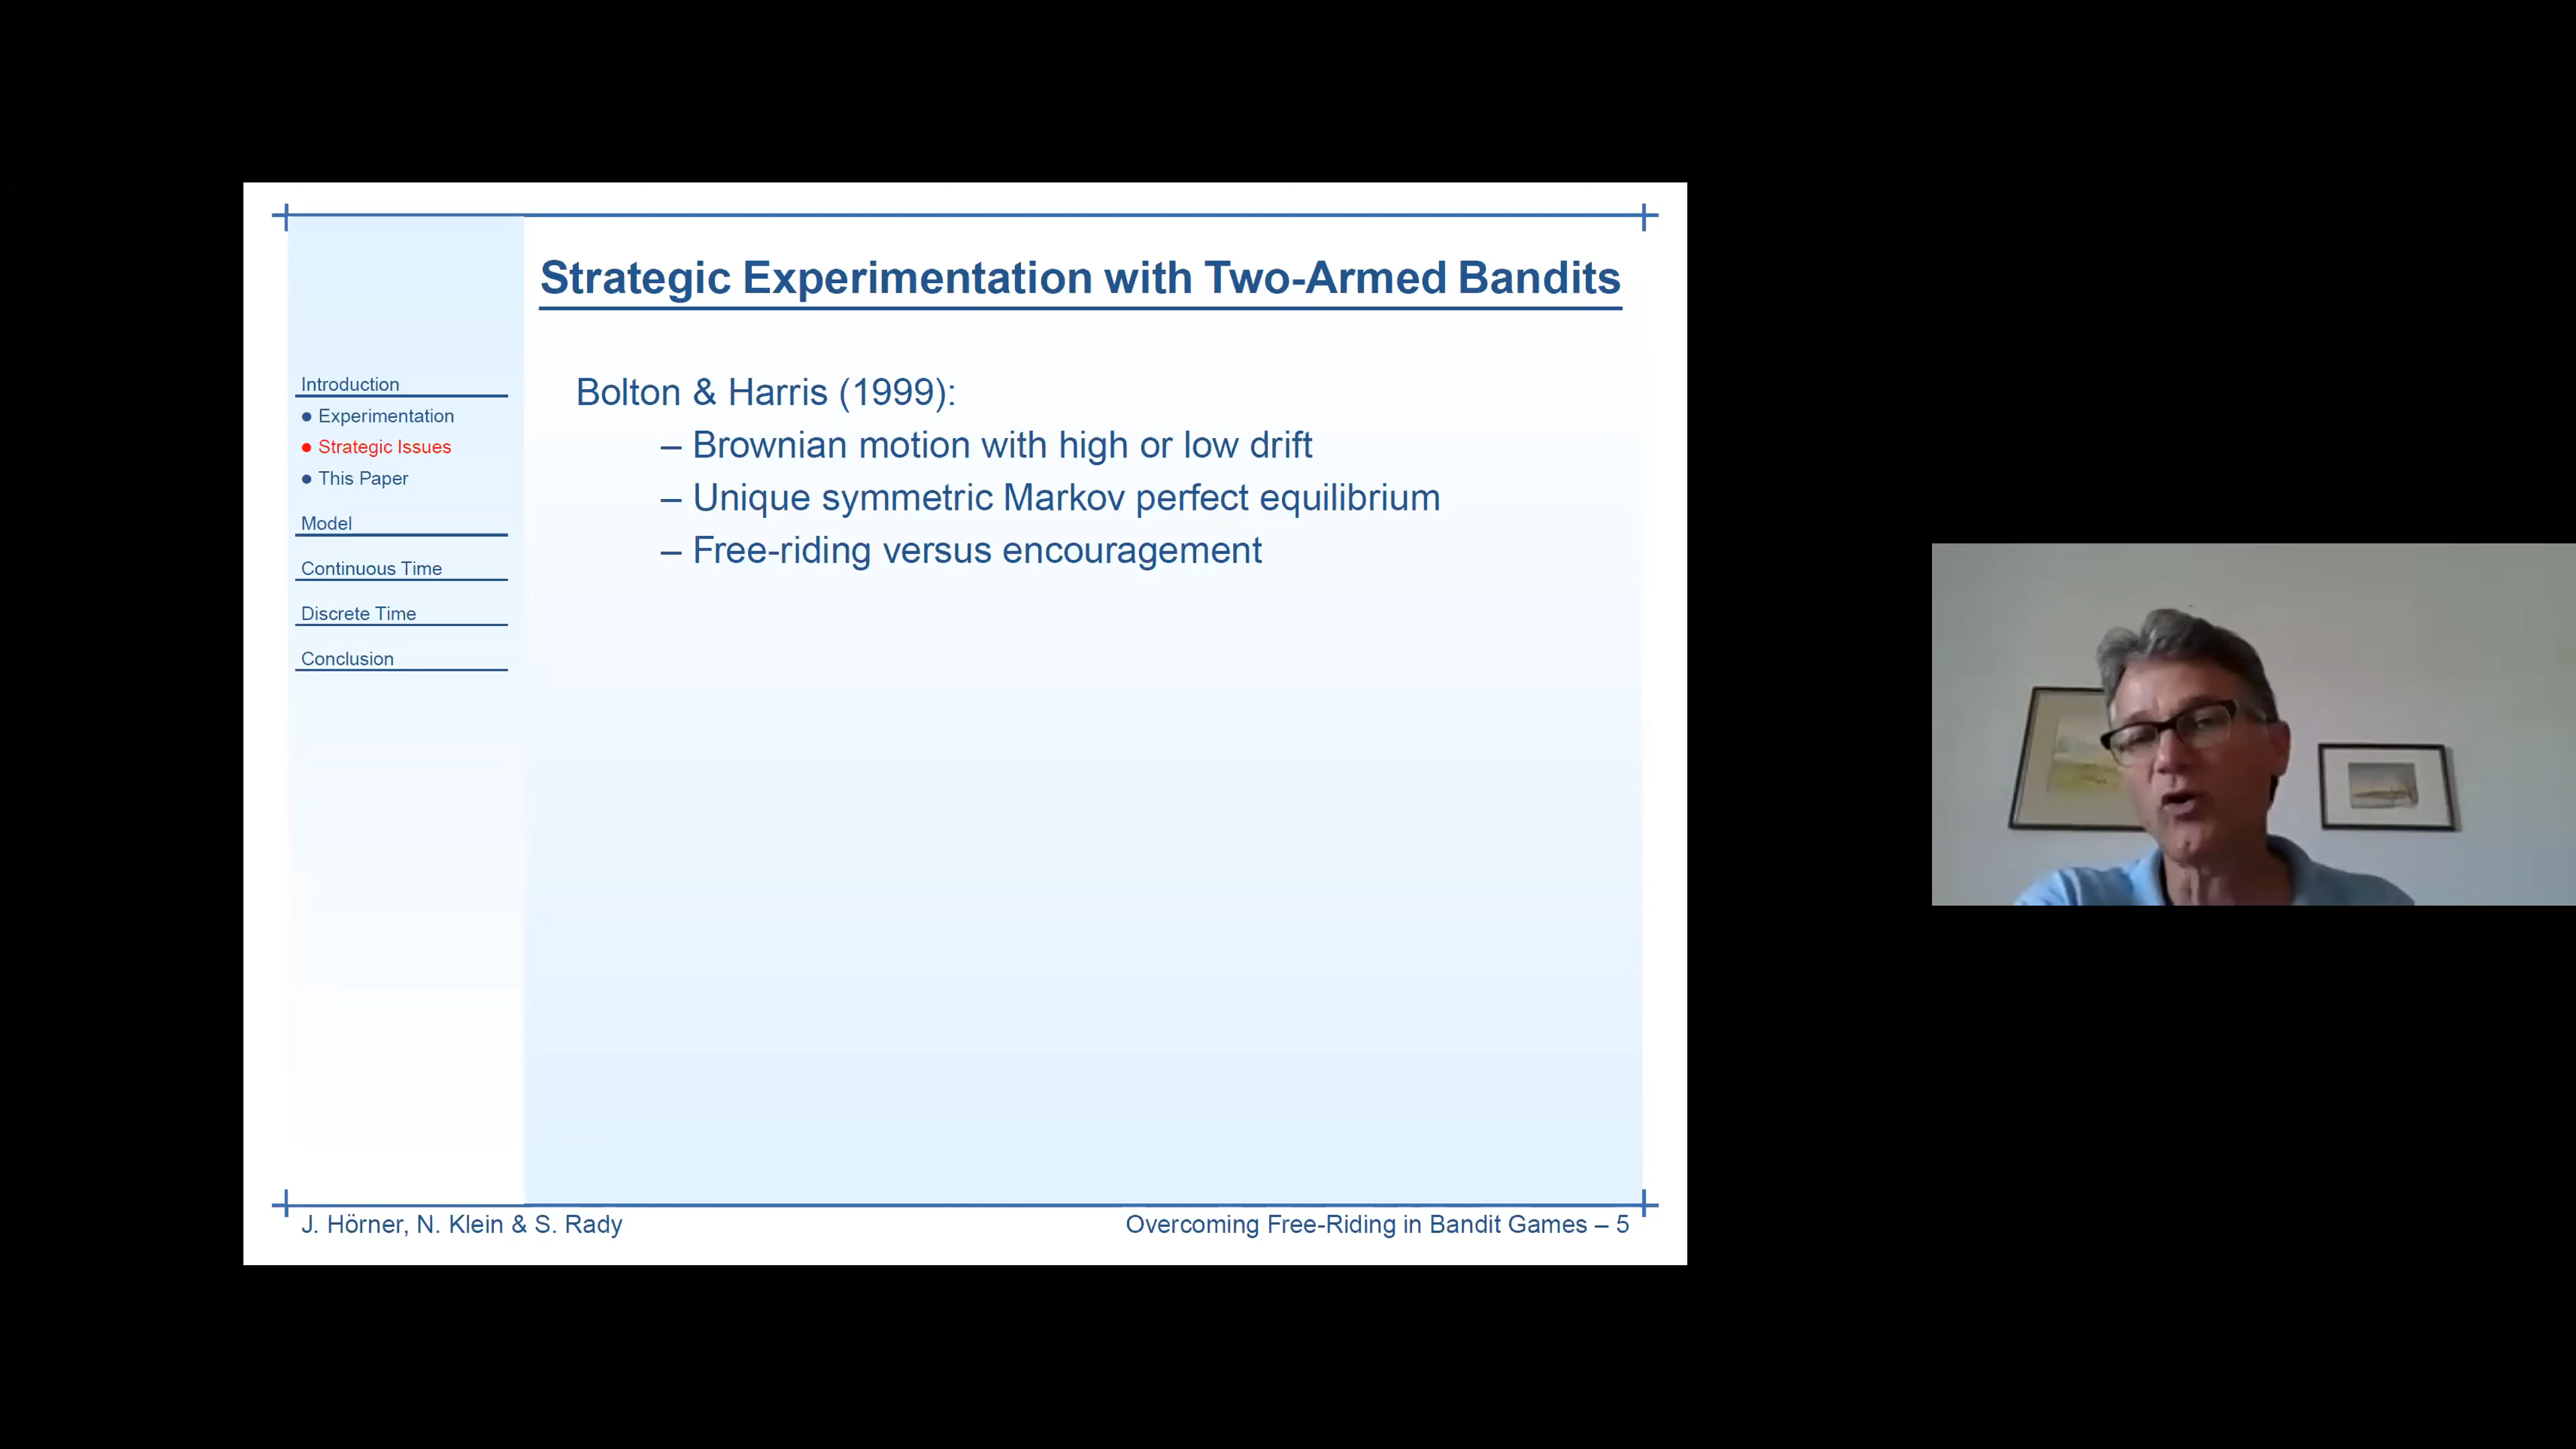 Strategic Experimentation with Two-Armed Bandits
Introduction
● Experimentation
● Strategic Issues
● This Paper
Model
Continuous Time
Discrete Time
Conclusion
Bolton & Harris (1999):
– Brownian motion with high or low drift
– Unique symmetric Markov perfect equilibrium
– Free-riding versus encouragement
J. Hörner, N. Klein & S. Rady
Overcoming Free-Riding in Bandit Games – 5